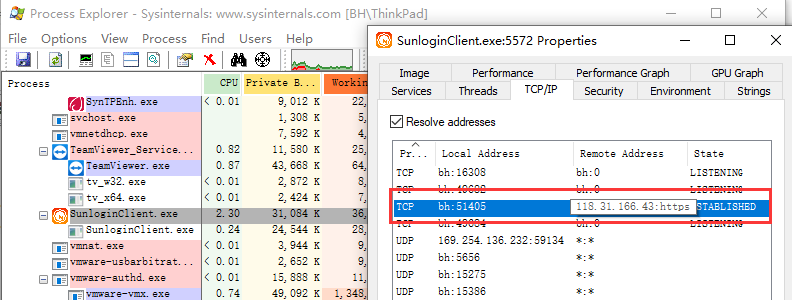 Process Explorer - Sysinternals: www.sysinternals.com [BH\ThinkPad]
File Options View Process Find Users Help
Process CPU Private B... Working
SynTPEnh.exe < 0.01 9,012 K 22,
svchost.exe 1,308 K 5,
vmnetdhcp.exe 7,592 K 4,
TeamViewer_Service... 0.82 11,580 K 25,
TeamViewer.exe 0.87 43,668 K 64,
tv_w32.exe < 0.01 2,872 K 8,
tv_x64.exe < 0.01 2,424 K 7,
SunloginClient.exe 2.30 31,084 K 36,
SunloginClient.exe 0.24 24,544 K 28,
vmnat.exe < 0.01 3,944 K 9,
vmware-usbarbitrat... < 0.01 2,652 K 9,
vmware-authd.exe < 0.01 15,888 K 11,
vmware-vmx.exe 0.74 49,092 K 1,348,
SunloginClient.exe:5572 Properties
Image Performance Performance Graph GPU Graph
Services Threads TCP/IP Security Environment Strings
Resolve addresses
Pr... Local Address Remote Address State
TCP bh:16308 bh:0 LISTENING
TCP bh:0 LISTENING
TCP bh:51405 118.31.166.43:https STABLISHED
TCP bh:0 LISTENING
UDP 169.254.136.232:59134 *:*
UDP bh:5656 *:*
UDP bh:15275 *:*
UDP bh:15386 *:*